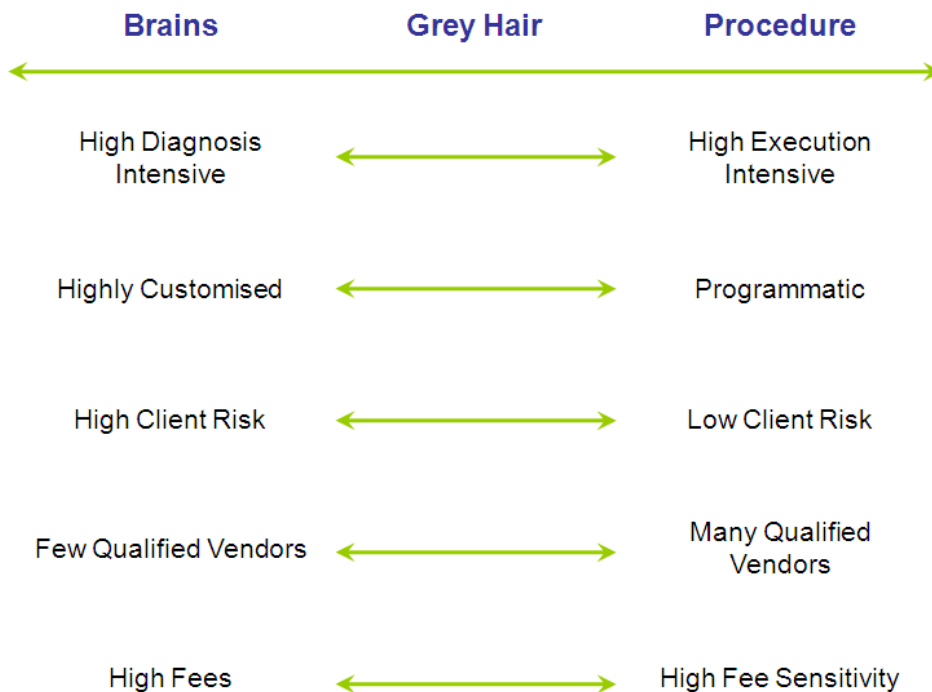 Brains Grey Hair Procedure
High Diagnosis
Intensive
High Execution
Intensive
Highly Customised
Programmatic
High Client Risk
Low Client Risk
Few Qualified Vendors
Many Qualified
Vendors
High Fees
High Fee Sensitivity